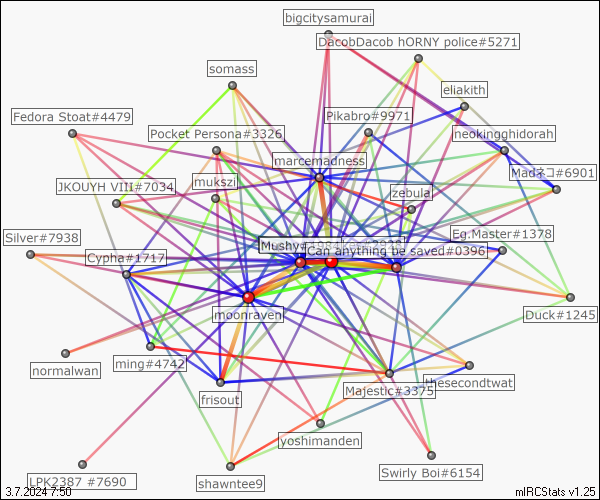 bigcitysamurai
DacobDacob hORNY police#5271
somass
eliakith
Fedora Stoat#4479
Pikabro#9971
Pocket Persona#3326
neokingghidorah
marcemadness
Madネコ#6901
JKOUYH VIII#7034
mukszi
zebula
Silver#7938
Eg.Master#1378
Cypha#1717
Mushy
Can anything be saved#0396
moonraven
Duck#1245
normalwan
ming#4742
frisout
Majestic#3375
thesecondtwat
yoshimanden
Swirly Boi#6154
LPK2387 #7690
shawntee9
3.7.2024 7:50
mIRCStats v1.25